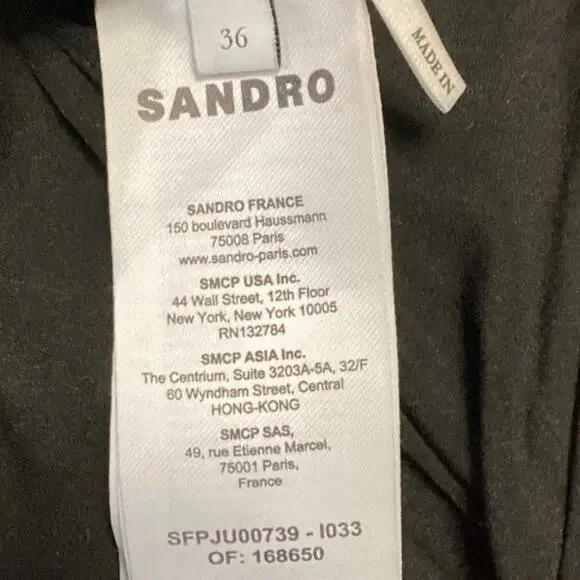 36
MADE IN
SANDRO
SANDRO FRANCE
150 boulevard Haussmann
75008 Paris
www.sandro-paris.com
SMCP USA Inc.
44 Wall Street, 12th Floor
New York, New York 10005
RN132784
SMCP ASIA Inc.
The Centrium, Suite 3203A-5A, 32/F
60 Wyndham Street, Central
HONG-KONG
SMCP SAS,
49, rue Etienne Marcel,
75001 Paris,
France
SFPJU00739 - I033
OF: 168650